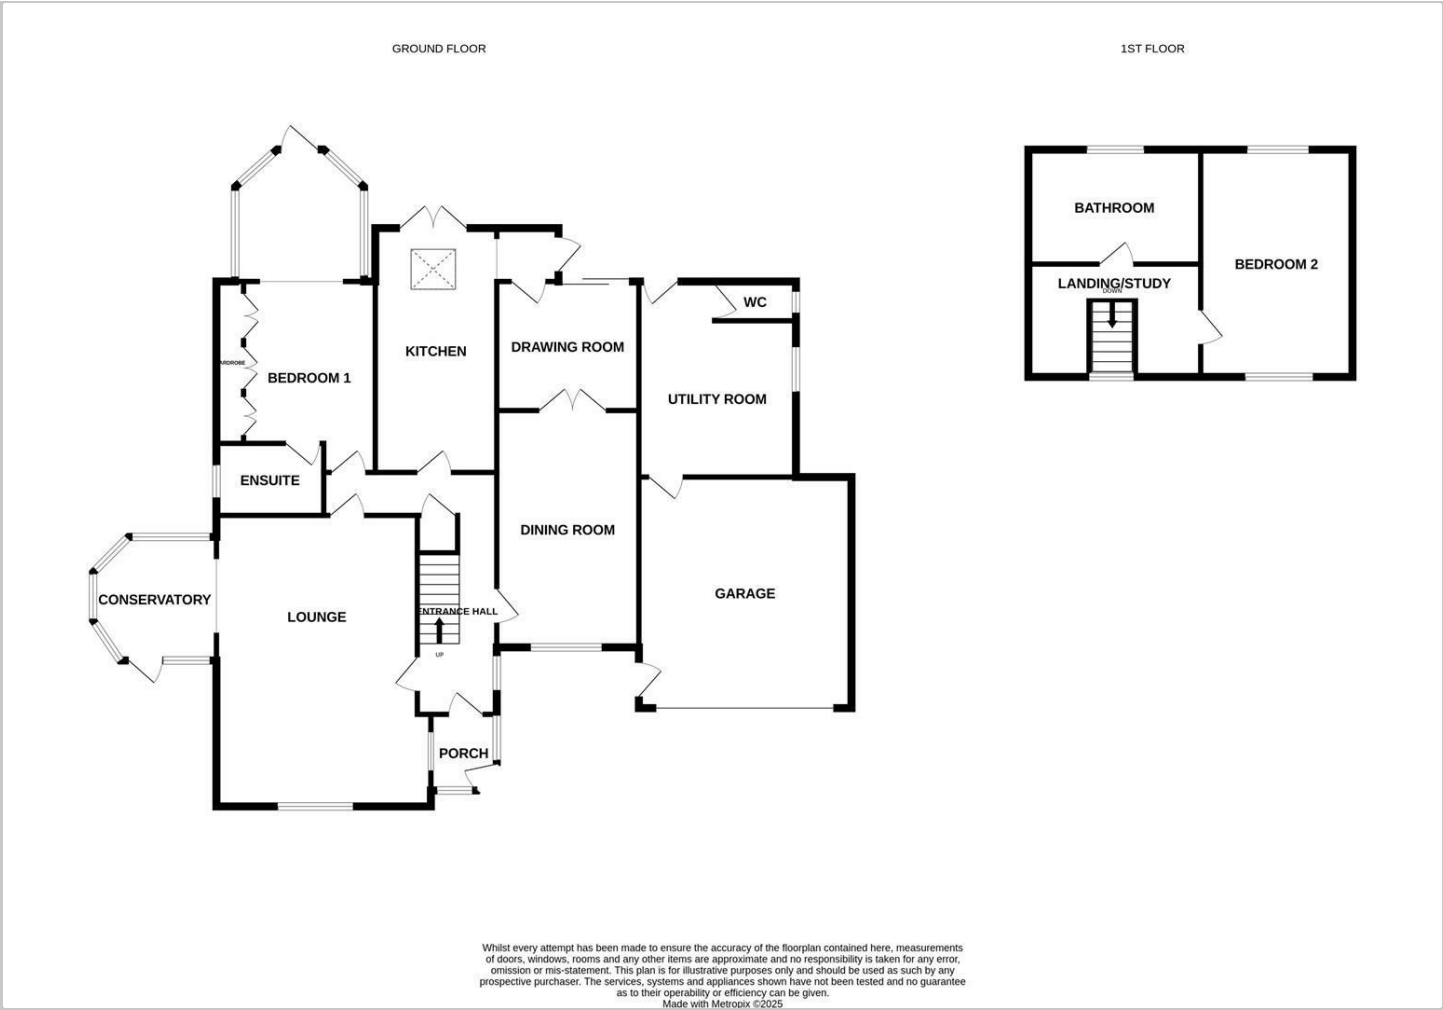 GROUND FLOOR
1ST FLOOR
BATHROOM
BEDROOM 2
LANDING/STUDY
DOWN
WC
KITCHEN
DRAWING ROOM
ARDROBE
BEDROOM 1
UTILITY ROOM
ENSUITE
DINING ROOM
CONSERVATORY
GARAGE
LOUNGE
ENTRANCE HALL
UP
PORCH
Whilst every attempt has been made to ensure the accuracy of the floorplan contained here, measurements
of doors, windows, rooms and any other items are approximate and no responsibility is taken for any error,
omission or mis-statement. This plan is for illustrative purposes only and should be used as such by any
prospective purchaser. The services, systems and appliances shown have not been tested and no guarantee
as to their operability or efficiency can be given.
Made with Metropix ©2025